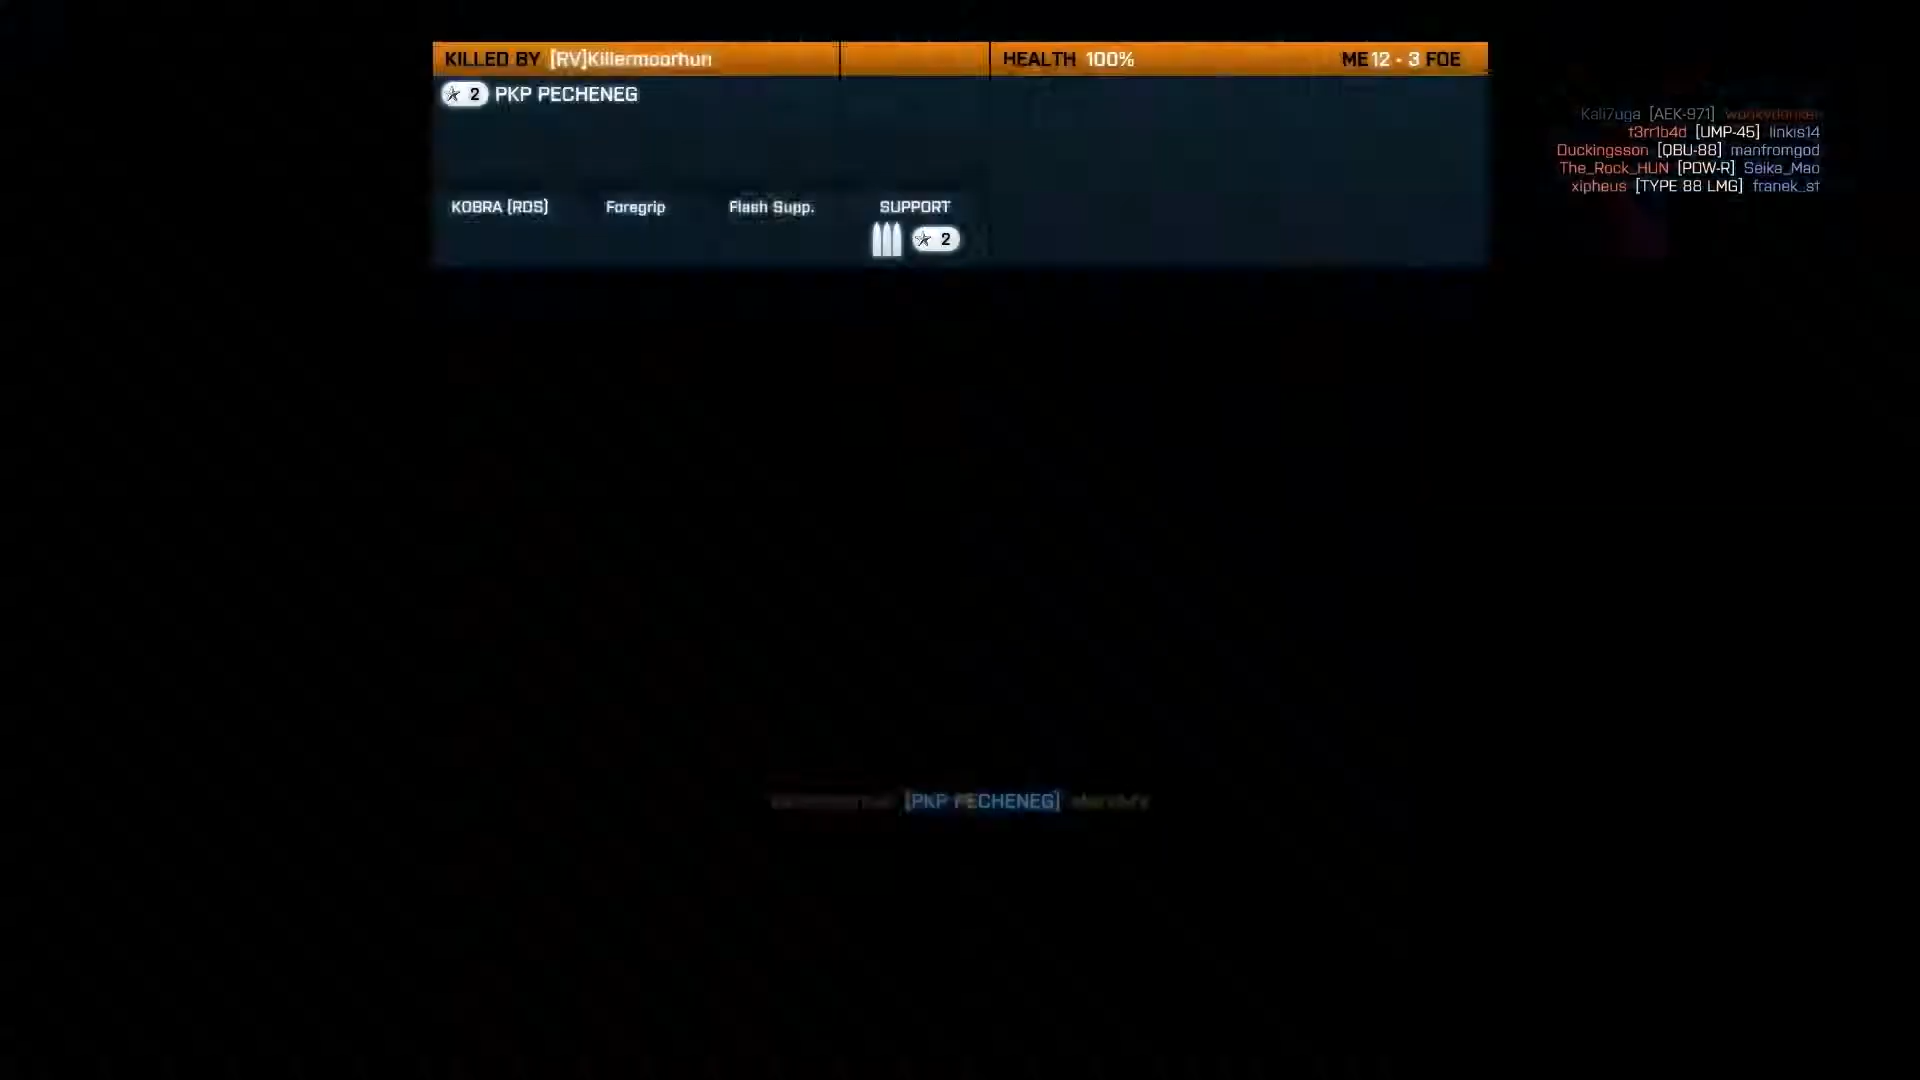 KILLED BY [RV]Killermoorhun HEALTH 100% ME 12 - 3 FOE
2 PKP PECHENEG
KOBRA (RDS) Foregrip Flash Supp. SUPPORT
2
Kali7uga [AEK-971]
t3rr1b4d [UMP-45] linkis14
Duckingsson [QBU-88] manfromgod
The_Rock_HUN [PDW-R] Seika_Mao
xipheus [TYPE 88 LMG] franek_st
[PKP PECHENEG]